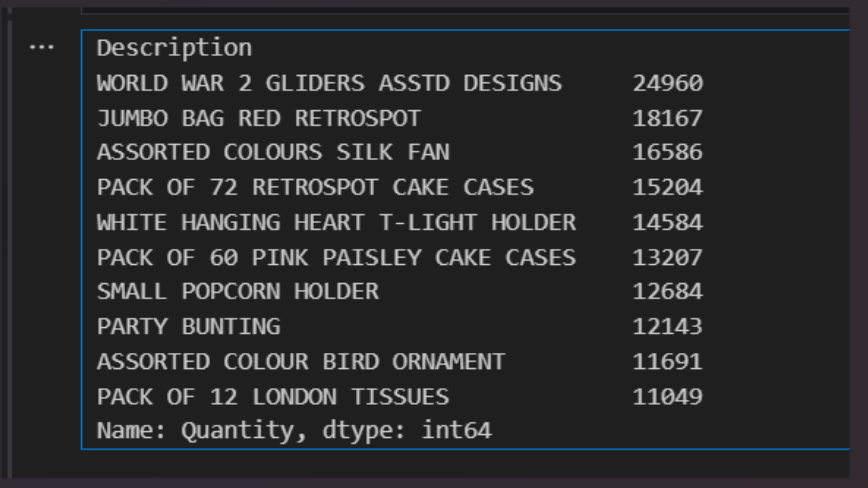 Description
WORLD WAR 2 GLIDERS ASSTD DESIGNS 24960
JUMBO BAG RED RETROSPOT 18167
ASSORTED COLOURS SILK FAN 16586
PACK OF 72 RETROSPOT CAKE CASES 15204
WHITE HANGING HEART T-LIGHT HOLDER 14584
PACK OF 60 PINK PAISLEY CAKE CASES 13207
SMALL POPCORN HOLDER 12684
PARTY BUNTING 12143
ASSORTED COLOUR BIRD ORNAMENT 11691
PACK OF 12 LONDON TISSUES 11049
Name: Quantity, dtype: int64